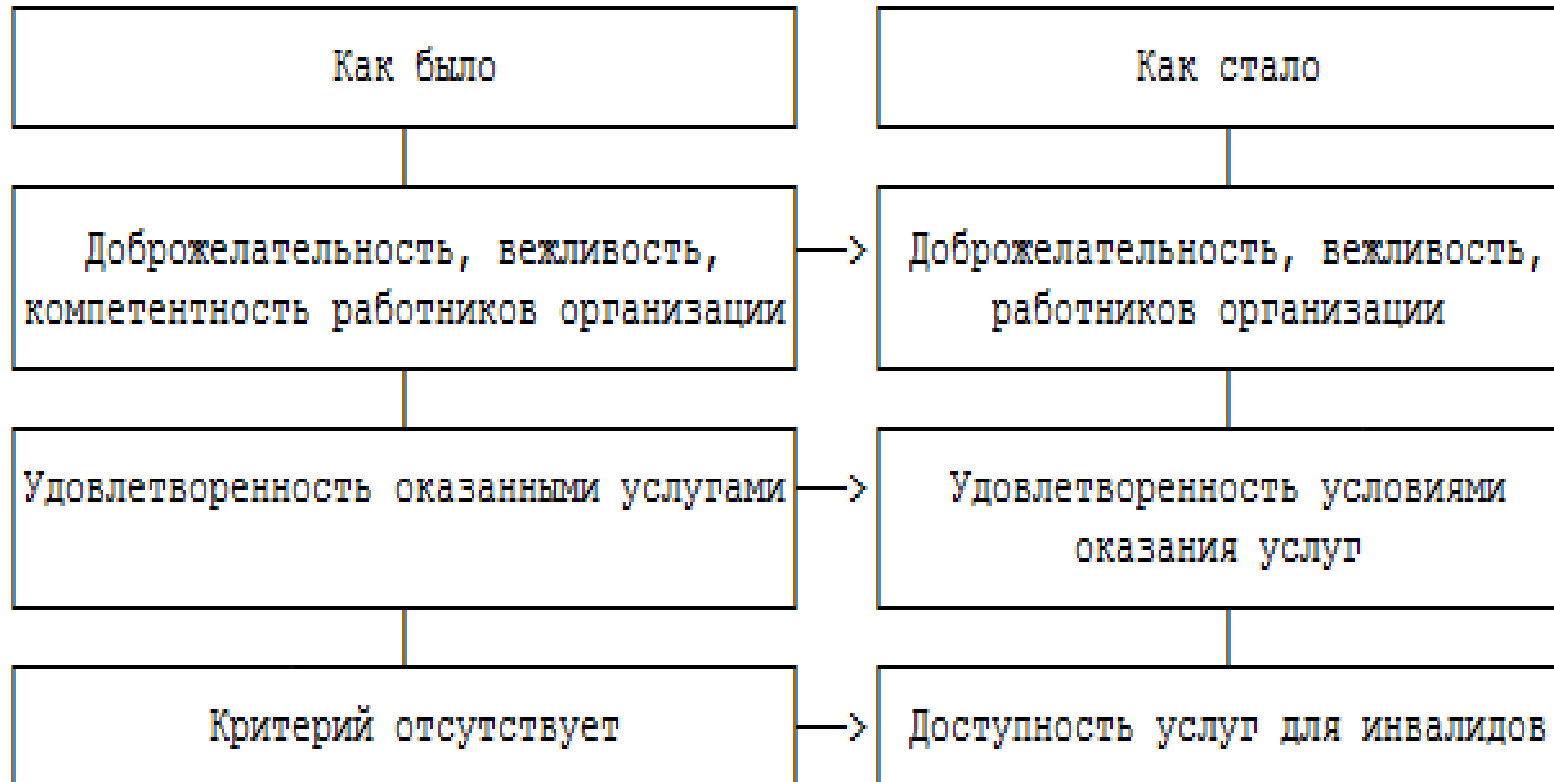 Как было
Как стало
Доброжелательность, вежливость,
компетентность работников организации
Доброжелательность, вежливость,
работников организации
Удовлетворенность оказанными услугами
Удовлетворенность условиями
оказания услуг
Критерий отсутствует
Доступность услуг для инвалидов